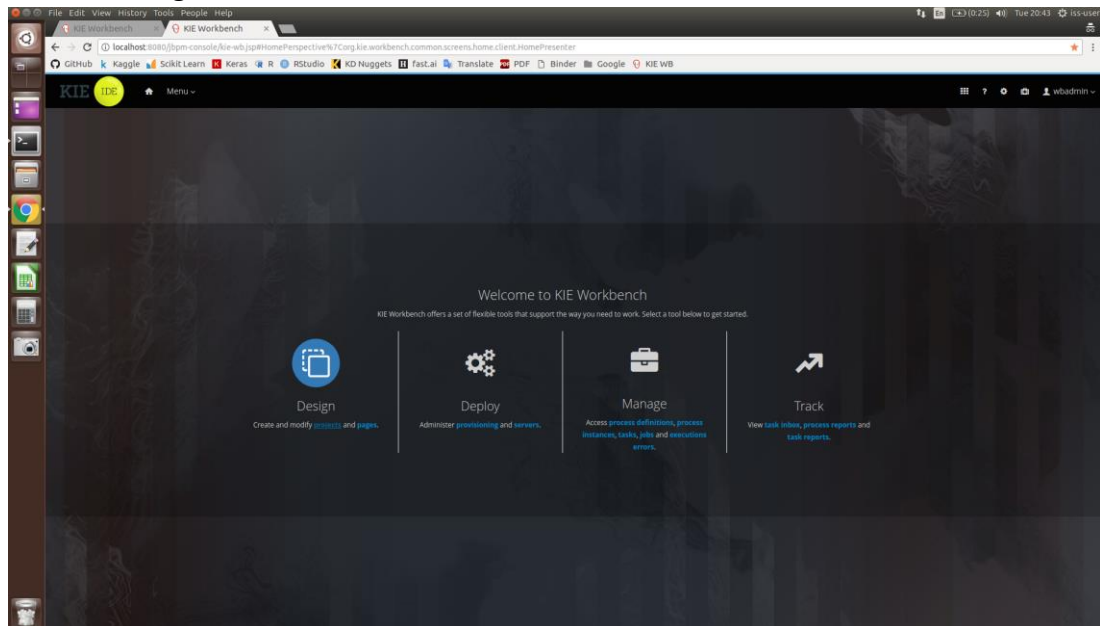 File Edit View History Tools People Help
En (0:25) Tue 20:43 iss-user
KIE Workbench × KIE Workbench ×
localhost:8080/jbpm-console/kie-wb.jsp#HomePerspective%7Corg.kie.workbench.common.screens.home.client.HomePresenter
GitHub Kaggle Scikit Learn Keras R RStudio KD Nuggets fast.ai Translate PDF Binder Google KIE WB
KIE IDE Menu ? wbadmin
Welcome to KIE Workbench
KIE Workbench offers a set of flexible tools that support the way you need to work. Select a tool below to get started.
Design
Create and modify projects and pages.
Deploy
Administer provisioning and servers.
Manage
Access process definitions, process
instances, tasks, jobs and executions
errors.
Track
View task inbox, process reports and
task reports.